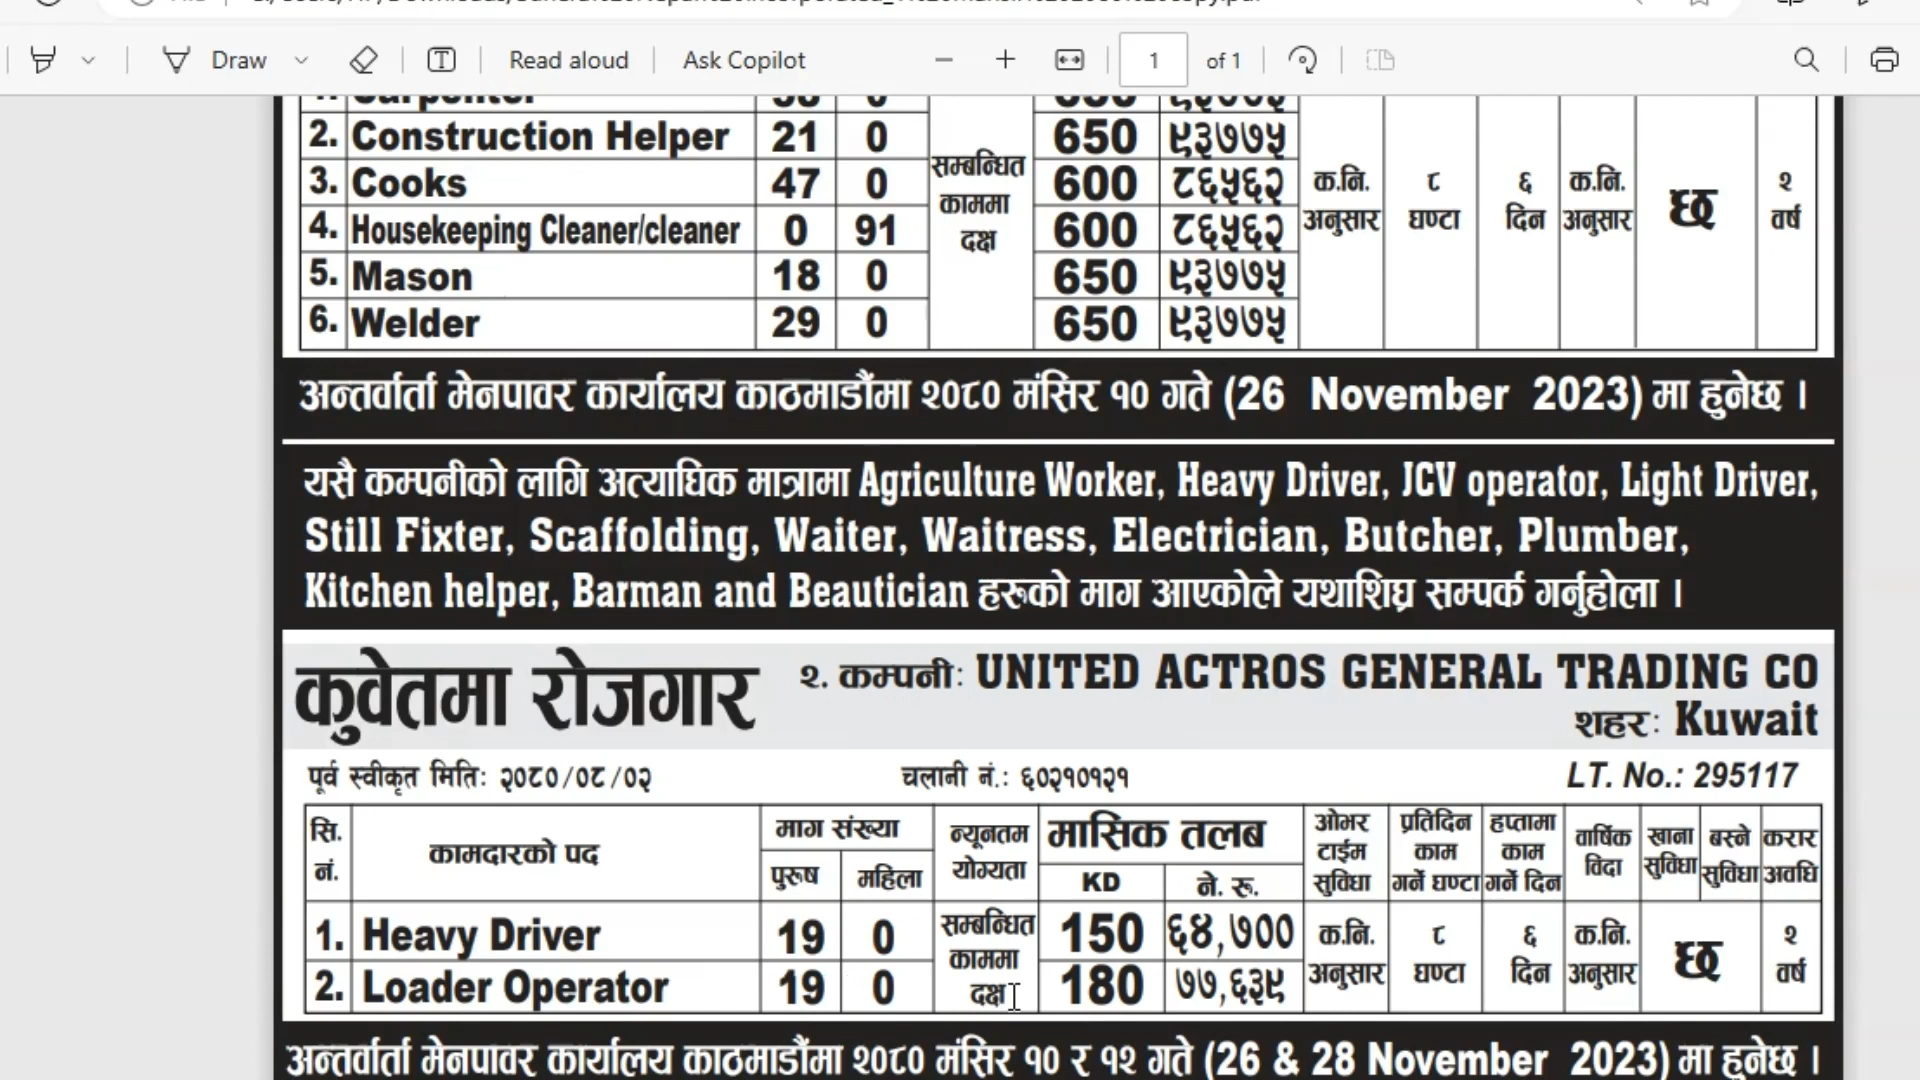 Draw
Read aloud
Ask Copilot
1 of 1
1. Carpenter 0
2. Construction Helper 21 0 650 ९३७७५
3. Cooks 47 0 600 ८६५६२
4. Housekeeping Cleaner/cleaner 0 91 600 ८६५६२
5. Mason 18 0 650 ९३७७५
6. Welder 29 0 650 ९३७७५
सम्बन्धित
काममा
दक्ष
क.नि. ८ ६ क.नि. छ २
अनुसार घण्टा दिन अनुसार वर्ष
अन्तर्वार्ता मेनपावर कार्यालय काठमाडौंमा २०८० मंसिर १० गते (26 November 2023) मा हुनेछ ।
यसै कम्पनीको लागि अत्याधिक मात्रामा Agriculture Worker, Heavy Driver, JCV operator, Light Driver,
Still Fixter, Scaffolding, Waiter, Waitress, Electrician, Butcher, Plumber,
Kitchen helper, Barman and Beautician हरुको माग आएकोले यथाशिघ्र सम्पर्क गर्नुहोला ।
कुवेतमा रोजगार २. कम्पनी: UNITED ACTROS GENERAL TRADING CO
शहर: Kuwait
पूर्व स्वीकृत मिति: २०८०/०८/०२ चलानी नं.: ६०२१०१२१ LT. No.: 295117
सि. नं. कामदारको पद माग संख्या पुरुष महिला न्यूनतम योग्यता मासिक तलब KD ने. रू. ओभर टाईम सुविधा प्रतिदिन काम गर्ने घण्टा हप्तामा काम गर्ने दिन वार्षिक विदा खाना सुविधा बस्ने सुविधा करार अवधि
1. Heavy Driver 19 0 150 ६४,७००
2. Loader Operator 19 0 180 ७७,६३९
सम्बन्धित
काममा
दक्ष
क.नि. ८ ६ क.नि. छ २
अनुसार घण्टा दिन अनुसार वर्ष
अन्तर्वार्ता मेनपावर कार्यालय काठमाडौंमा २०८० मंसिर १० र १२ गते (26 & 28 November 2023) मा हुनेछ ।